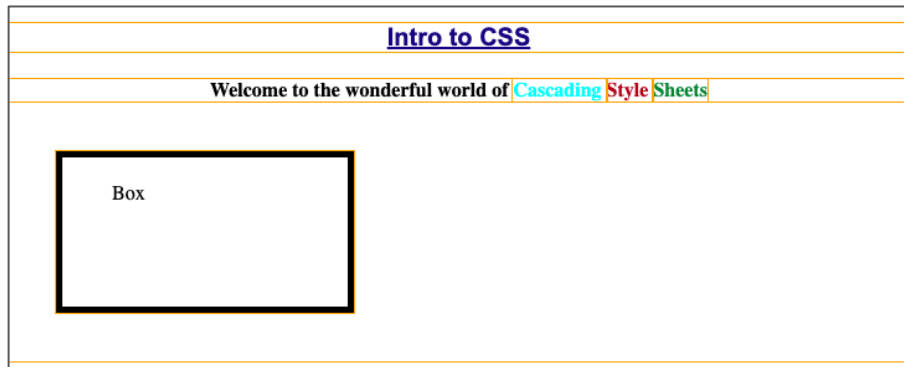 Intro to CSS
Welcome to the wonderful world of Cascading Style Sheets
Box